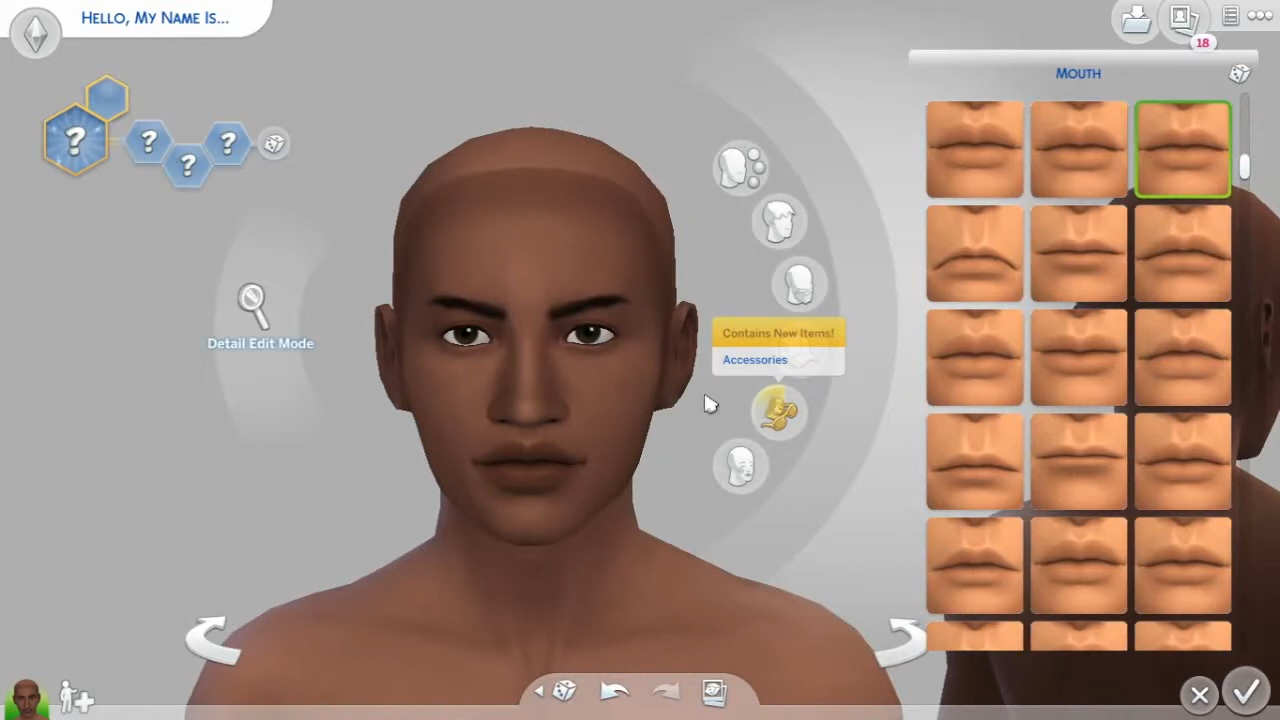 Hello, My Name Is...
18
Mouth
?
?
?
?
Contains New Items!
Accessories
Detail Edit Mode